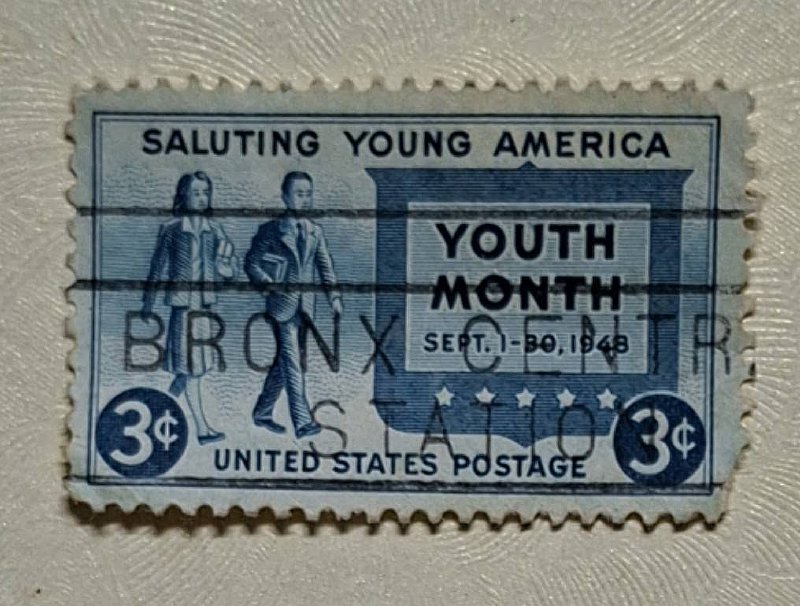 SALUTING YOUNG AMERICA
YOUTH
MONTH
SEPT. 1-30, 1948
BRONX CENTR
STATION
3¢
UNITED STATES POSTAGE
3¢